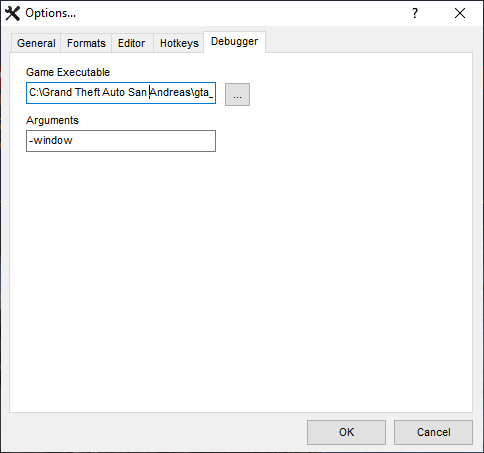 Options...
?
General Formats Editor Hotkeys Debugger
Game Executable
C:\Grand Theft Auto San Andreas\gta_
...
Arguments
-window
OK Cancel